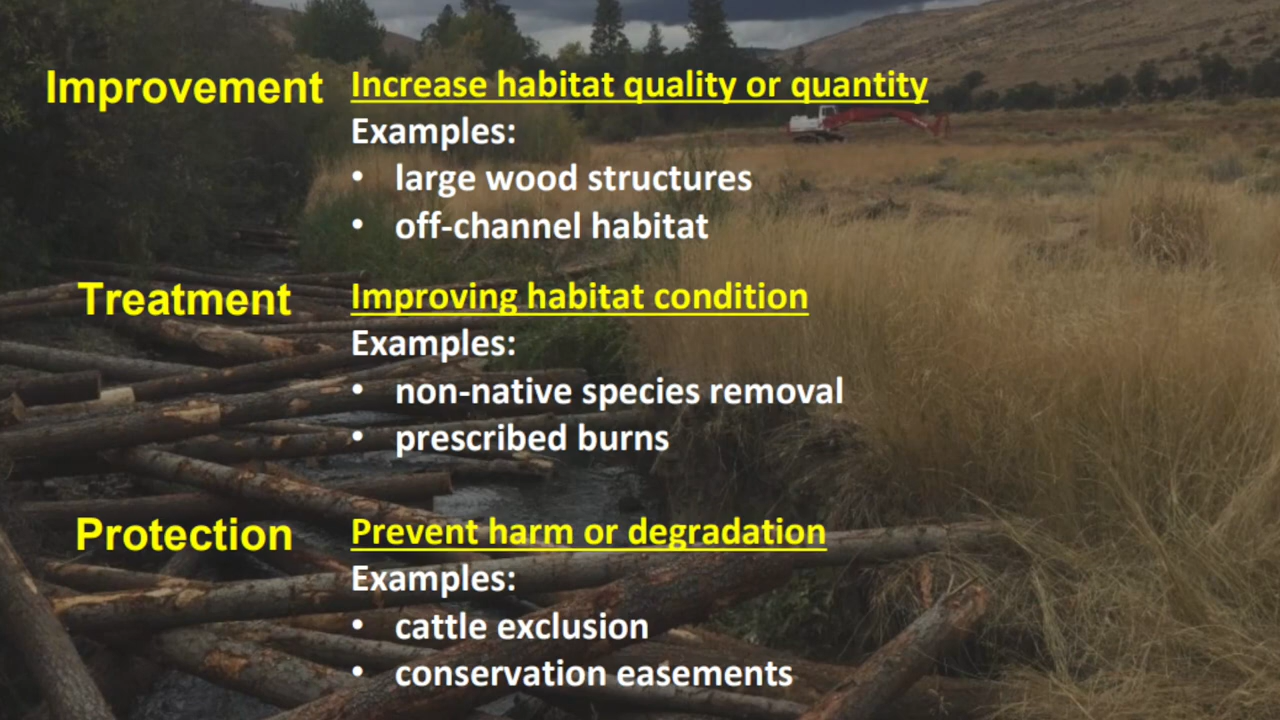 Improvement Increase habitat quality or quantity
Examples:
• large wood structures
• off-channel habitat
Treatment Improving habitat condition
Examples:
• non-native species removal
• prescribed burns
Protection Prevent harm or degradation
Examples:
• cattle exclusion
• conservation easements